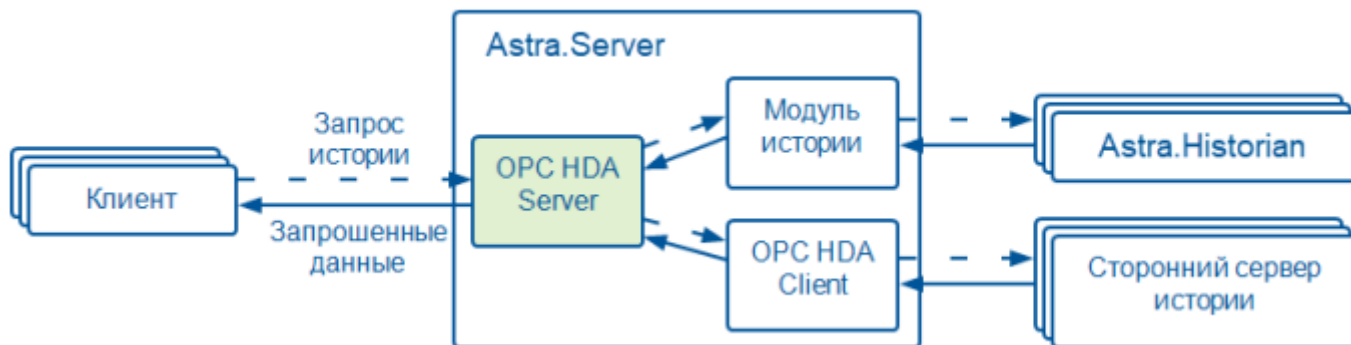 Astra.Server
Запрос
истории
Клиент
Запрошенные
данные
OPC HDA
Server
Модуль
истории
OPC HDA
Client
Astra.Historian
Сторонний сервер
истории